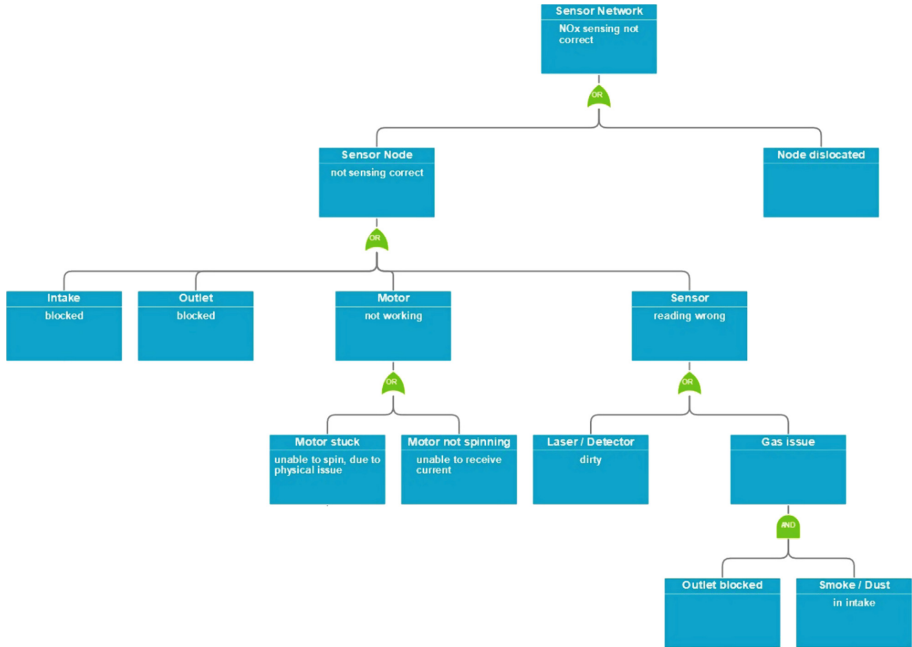 Sensor Network
NOx sensing not
correct
OR
Sensor Node
not sensing correct
Node dislocated
OR
Intake
blocked
Outlet
blocked
Motor
not working
Sensor
reading wrong
OR
OR
Motor stuck
unable to spin, due to
physical issue
Motor not spinning
unable to receive
current
Laser / Detector
dirty
Gas issue
AND
Outlet blocked
Smoke / Dust
in intake